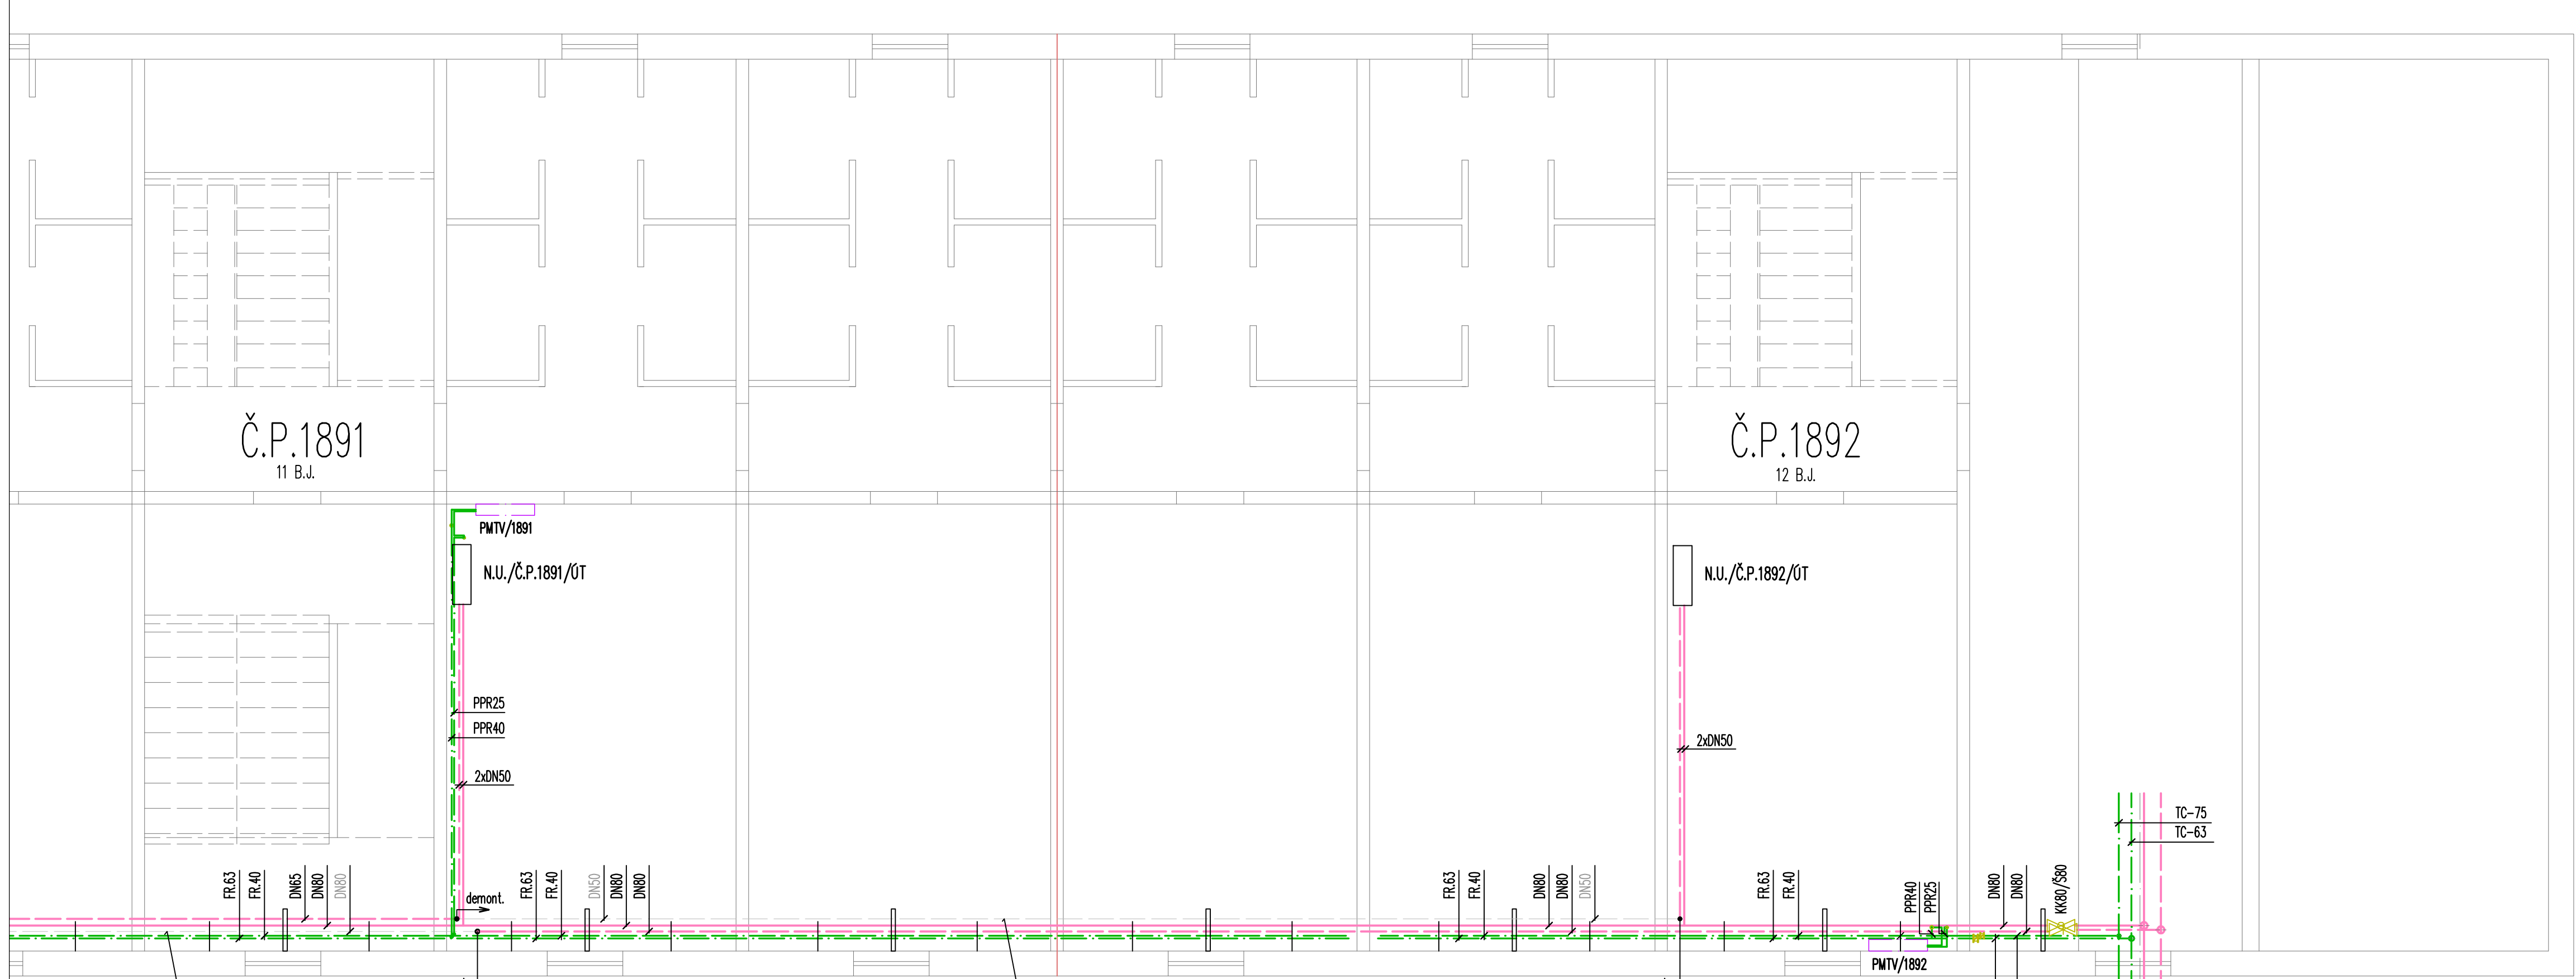 Č.P.1891
11 B.J.
Č.P.1892
12 B.J.
PMTV/1891
N.U./Č.P.1891/ÚT
N.U./Č.P.1892/ÚT
PPR25
PPR40
2xDN50
2xDN50
TC-75
TC-63
FR.63
FR.40
DN65
DN80
DN80
demont.
FR.63
FR.40
DN50
DN80
DN80
FR.63
FR.40
DN80
DN80
DN50
FR.63
FR.40
PPR40
PPR25
DN80
DN80
KK80/Š80
PMTV/1892